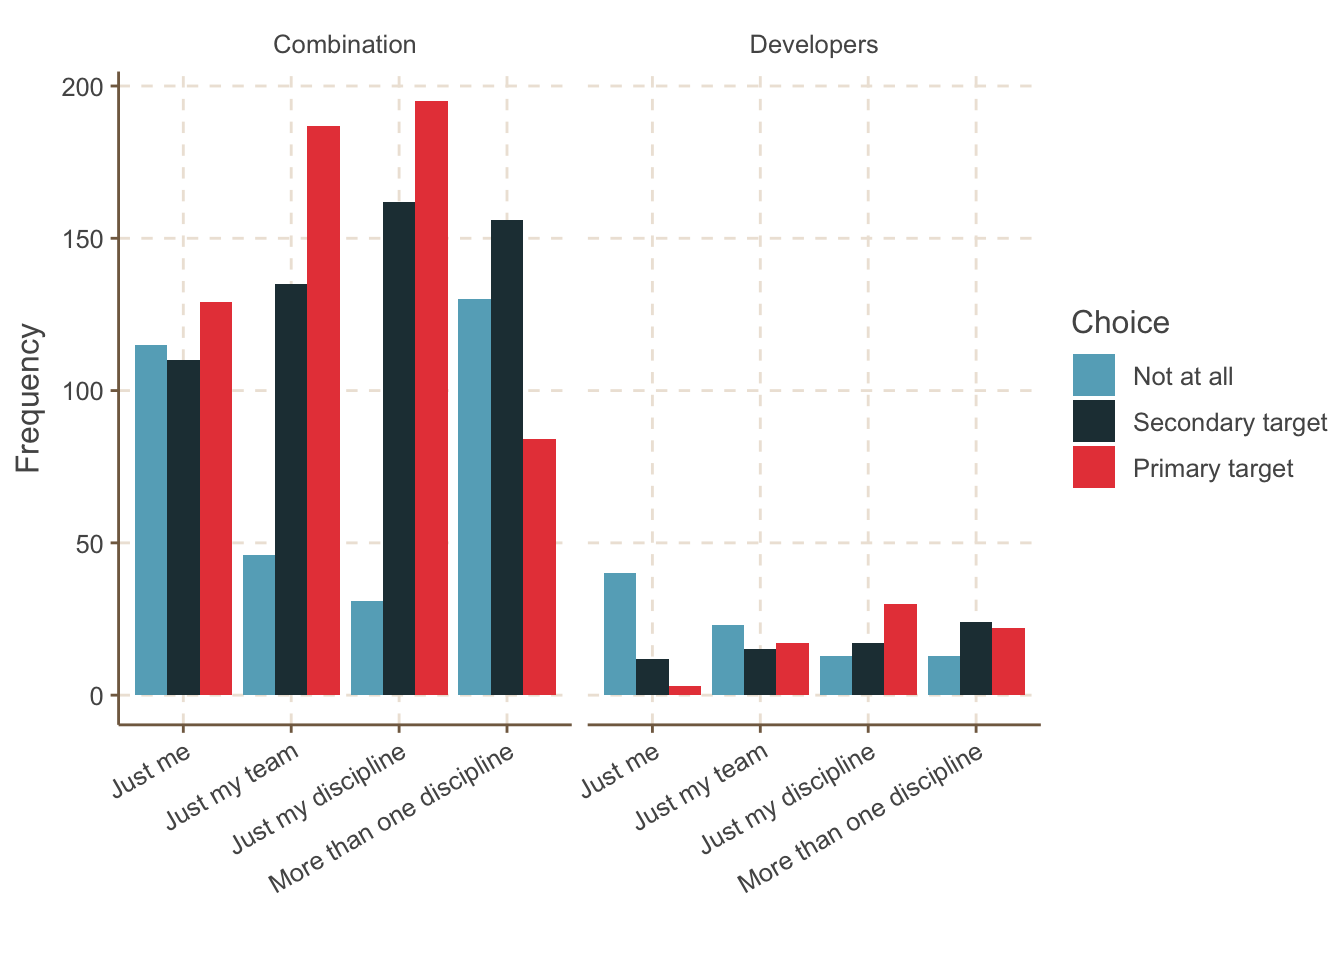 Combination
Developers
Frequency
200
150
100
50
0
Just me
Just my team
Just my discipline
More than one discipline
Just me
Just my team
Just my discipline
More than one discipline
Choice
Not at all
Secondary target
Primary target